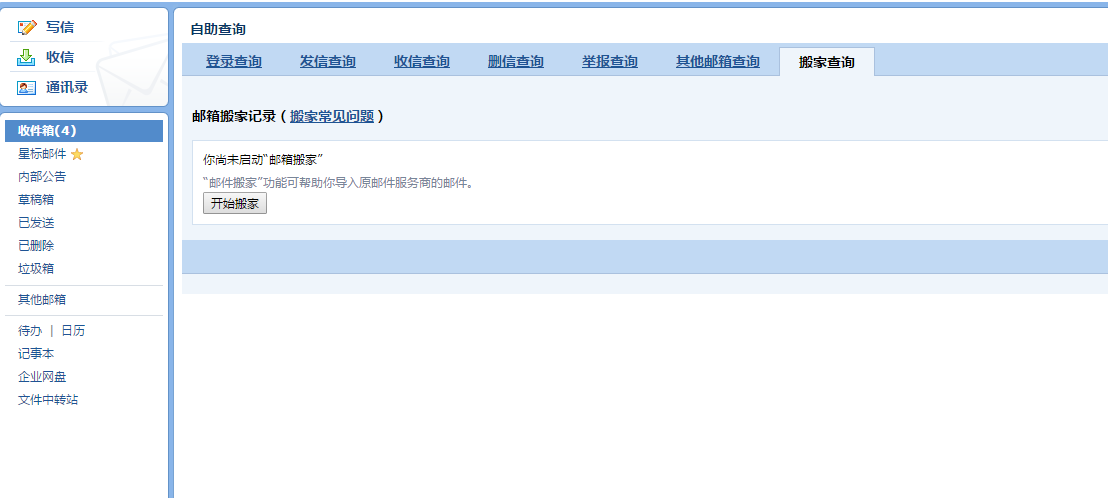 写信
收信
通讯录
收件箱(4)
星标邮件
内部公告
草稿箱
已发送
已删除
垃圾箱
其他邮箱
待办 | 日历
记事本
企业网盘
文件中转站
自助查询
登录查询 发信查询 收信查询 删信查询 举报查询 其他邮箱查询 搬家查询
邮箱搬家记录 ( 搬家常见问题 )
你尚未启动“邮箱搬家”
“邮件搬家”功能可帮助你导入原邮件服务商的邮件。
开始搬家